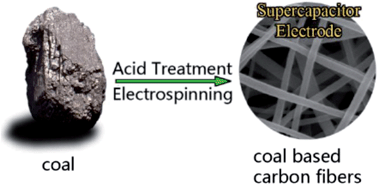 Supercapacitor
Electrode
Acid Treatment
Electrospinning
coal
coal based
carbon fibers